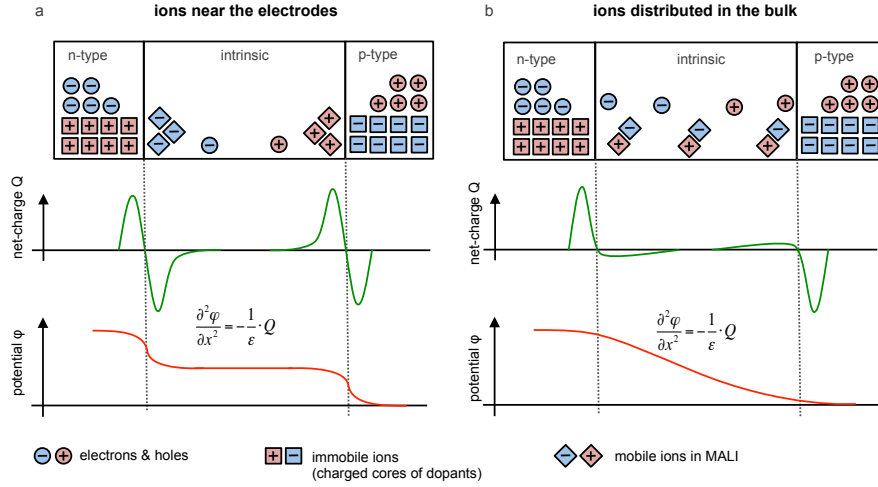 a
ions near the electrodes
n-type
intrinsic
p-type
net-charge Q
∂²φ/∂x² = −1/ε · Q
potential φ
b
ions distributed in the bulk
n-type
intrinsic
p-type
net-charge Q
∂²φ/∂x² = −1/ε · Q
potential φ
electrons & holes
immobile ions
(charged cores of dopants)
mobile ions in MALI